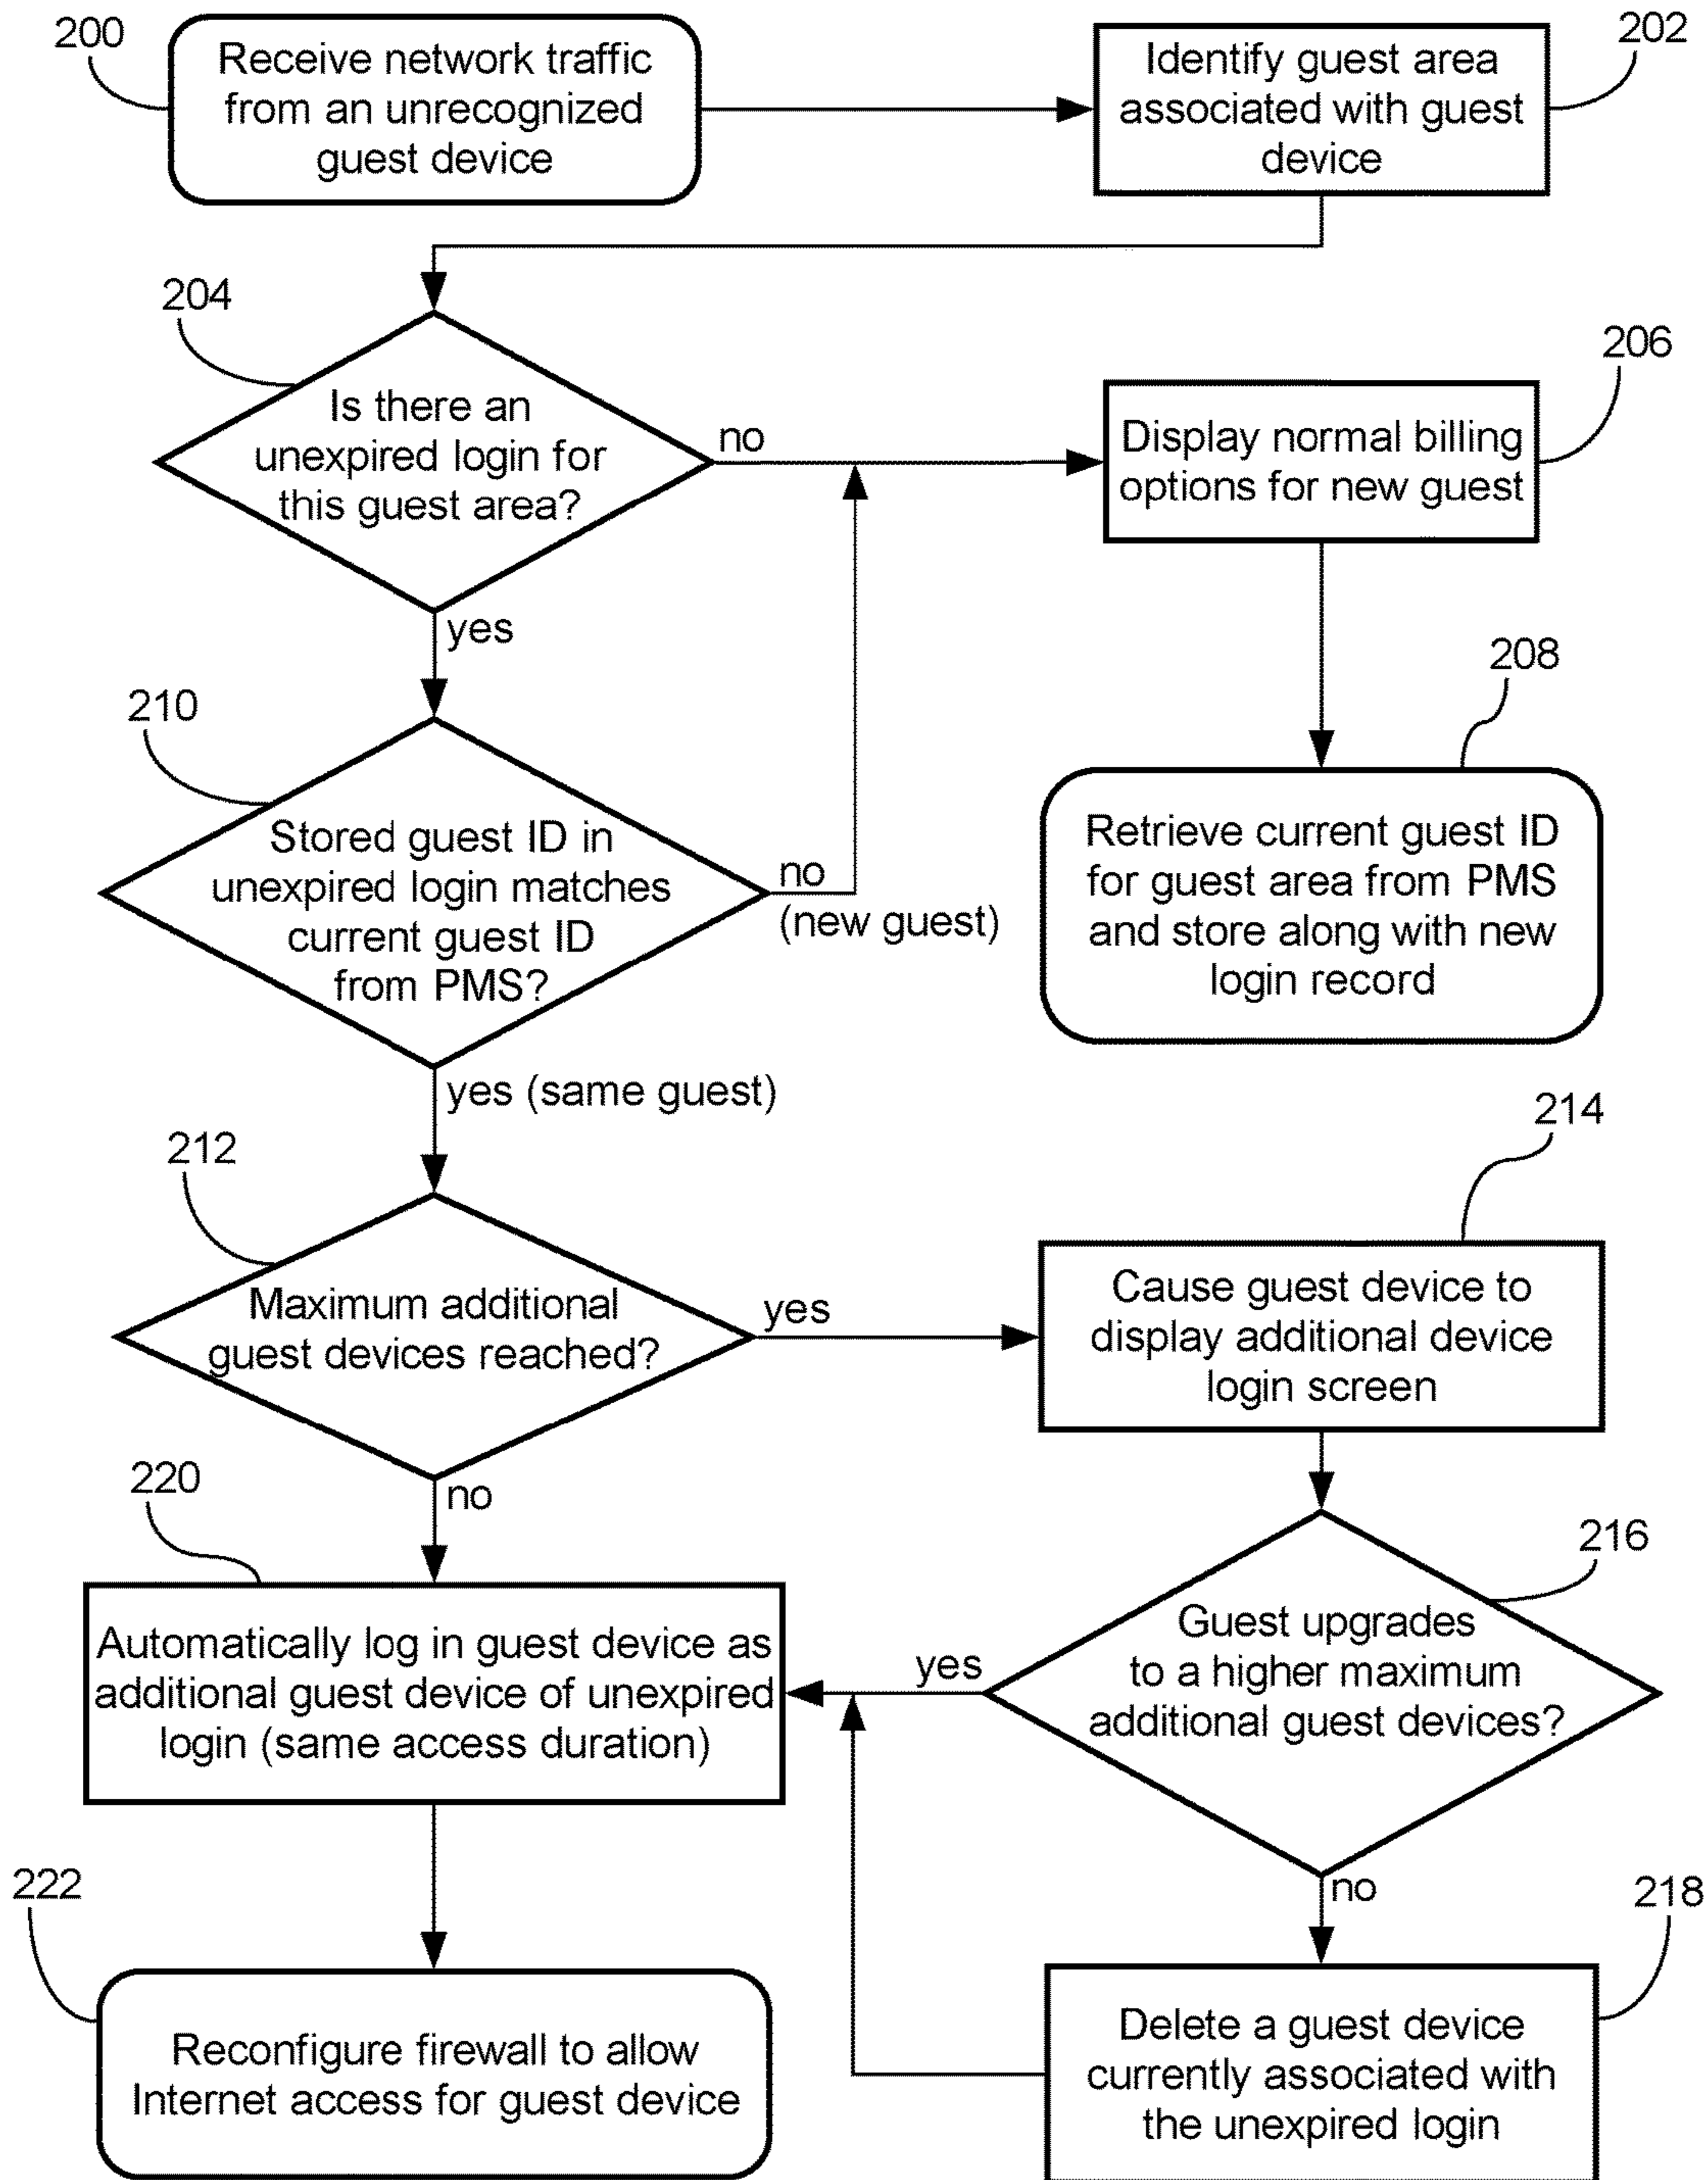 200
Receive network traffic
from an unrecognized
guest device
202
Identify guest area
associated with guest
device
204
Is there an
unexpired login for
this guest area?
no
yes
206
Display normal billing
options for new guest
208
Retrieve current guest ID
for guest area from PMS
and store along with new
login record
210
Stored guest ID in
unexpired login matches
current guest ID
from PMS?
no
(new guest)
yes (same guest)
212
Maximum additional
guest devices reached?
yes
no
214
Cause guest device to
display additional device
login screen
216
Guest upgrades
to a higher maximum
additional guest devices?
yes
no
218
Delete a guest device
currently associated with
the unexpired login
220
Automatically log in guest device as
additional guest device of unexpired
login (same access duration)
222
Reconfigure firewall to allow
Internet access for guest device